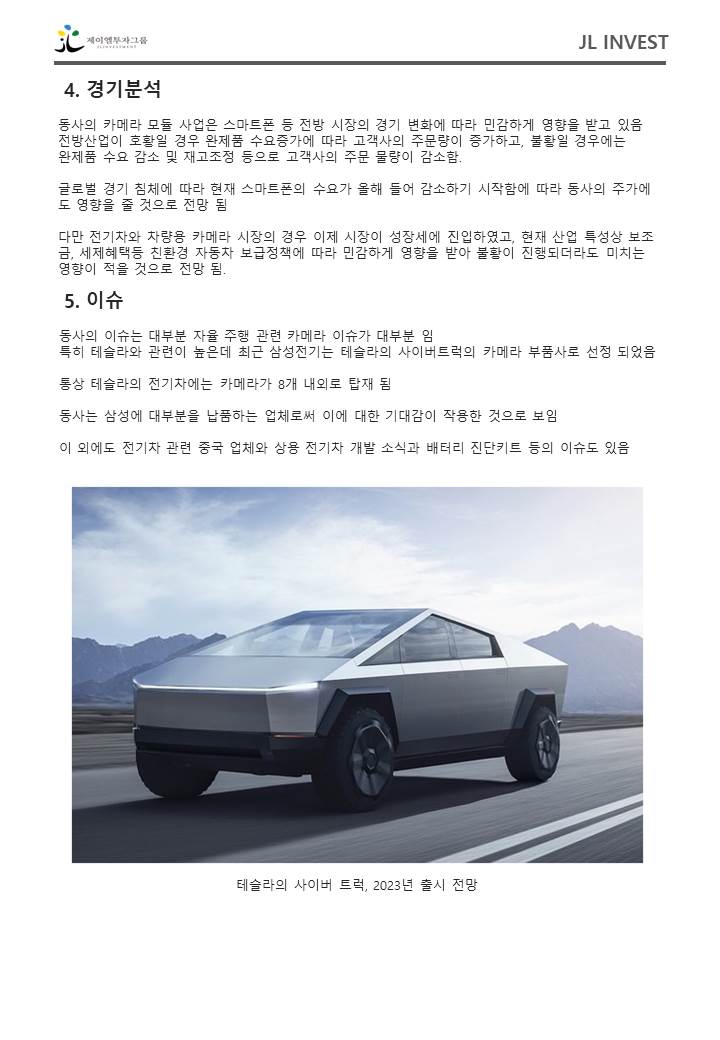 제이엘투자그룹
JLINVESTMENT
JL INVEST
4. 경기분석
동사의 카메라 모듈 사업은 스마트폰 등 전방 시장의 경기 변화에 따라 민감하게 영향을 받고 있음
전방산업이 호황일 경우 완제품 수요증가에 따라 고객사의 주문량이 증가하고, 불황일 경우에는
완제품 수요 감소 및 재고조정 등으로 고객사의 주문 물량이 감소함.
글로벌 경기 침체에 따라 현재 스마트폰의 수요가 올해 들어 감소하기 시작함에 따라 동사의 주가에
도 영향을 줄 것으로 전망 됨
다만 전기차와 차량용 카메라 시장의 경우 이제 시장이 성장세에 진입하였고, 현재 산업 특성상 보조
금, 세제혜택등 친환경 자동차 보급정책에 따라 민감하게 영향을 받아 불황이 진행되더라도 미치는
영향이 적을 것으로 전망 됨.
5. 이슈
동사의 이슈는 대부분 자율 주행 관련 카메라 이슈가 대부분 임
특히 테슬라와 관련이 높은데 최근 삼성전기는 테슬라의 사이버트럭의 카메라 부품사로 선정 되었음
통상 테슬라의 전기차에는 카메라가 8개 내외로 탑재 됨
동사는 삼성에 대부분을 납품하는 업체로써 이에 대한 기대감이 작용한 것으로 보임
이 외에도 전기차 관련 중국 업체와 상용 전기차 개발 소식과 배터리 진단키트 등의 이슈도 있음
테슬라의 사이버 트럭, 2023년 출시 전망